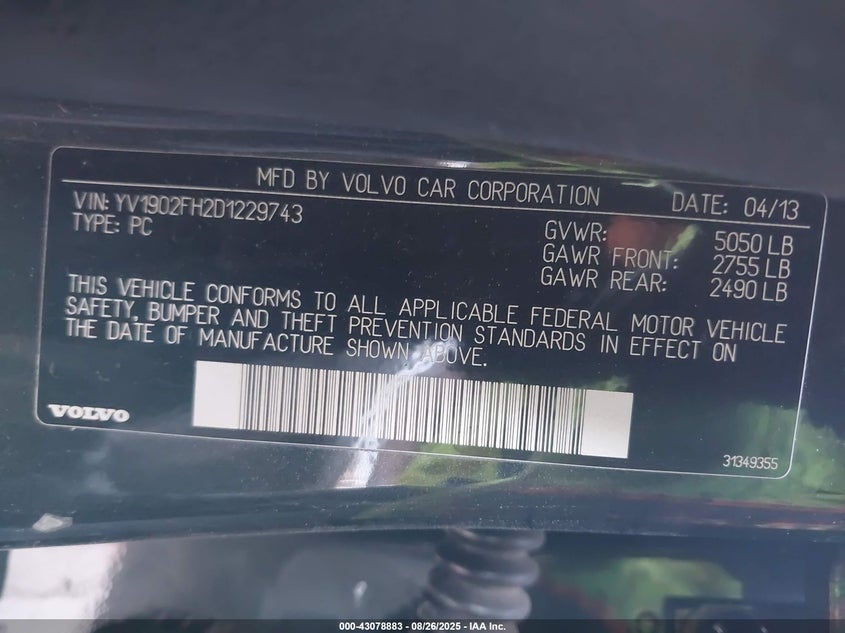 MFD BY VOLVO CAR CORPORATION DATE: 04/13
VIN: YV1902FH2D1229743
TYPE: PC
GVWR: 5050 LB
GAWR FRONT: 2755 LB
GAWR REAR: 2490 LB
THIS VEHICLE CONFORMS TO ALL APPLICABLE FEDERAL MOTOR VEHICLE
SAFETY, BUMPER AND THEFT PREVENTION STANDARDS IN EFFECT ON
THE DATE OF MANUFACTURE SHOWN ABOVE.
VOLVO
31349355
000-43078883 - 08/26/2025 - IAA Inc.